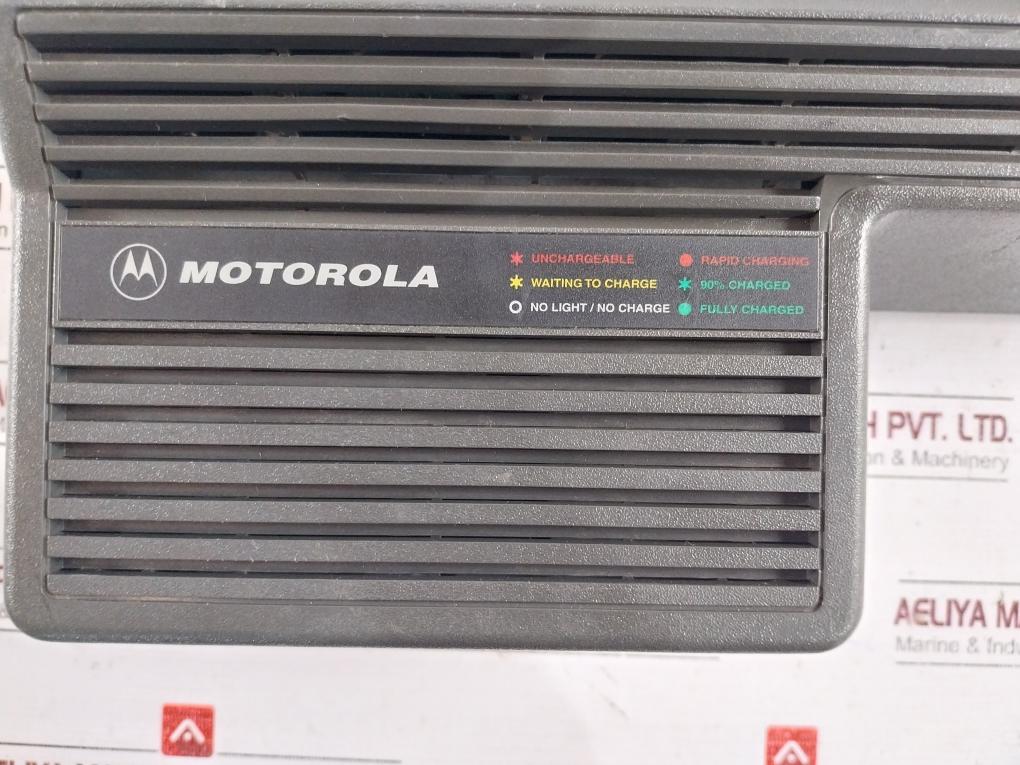 MOTOROLA
UNCHARGEABLE
RAPID CHARGING
WAITING TO CHARGE
90% CHARGED
NO LIGHT / NO CHARGE
FULLY CHARGED
PVT. LTD.
& Machinery
AELIYA
Marine &